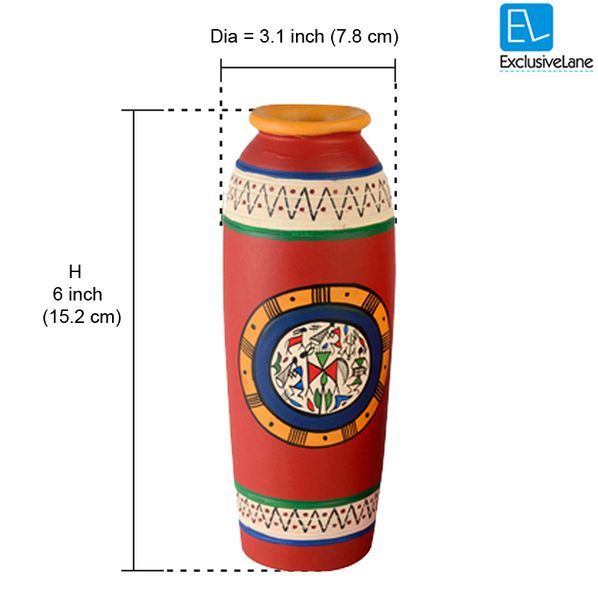 Dia = 3.1 inch (7.8 cm)
EL
ExclusiveLane
H
6 inch
(15.2 cm)